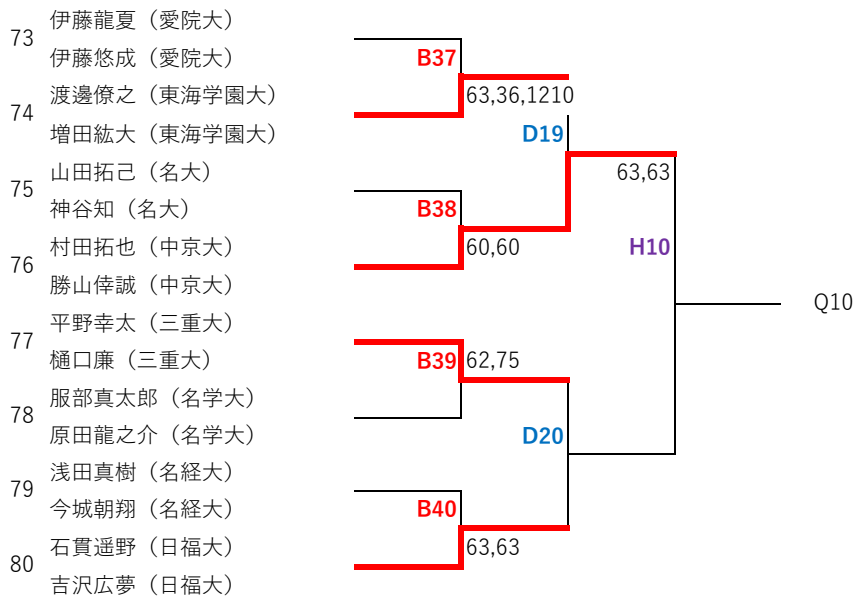 伊藤龍夏（愛院大）
73
伊藤悠成（愛院大）
B37
渡邊僚之（東海学園大）
63,36,1210
74
増田紘大（東海学園大）
D19
山田拓己（名大）
63,63
75
神谷知（名大）
B38
村田拓也（中京大）
60,60
H10
76
勝山倖誠（中京大）
平野幸太（三重大）
Q10
77
樋口廉（三重大）
B39
62,75
服部真太郎（名学大）
78
原田龍之介（名学大）
D20
浅田真樹（名経大）
79
今城朝翔（名経大）
B40
石貫遥野（日福大）
63,63
80
吉沢広夢（日福大）